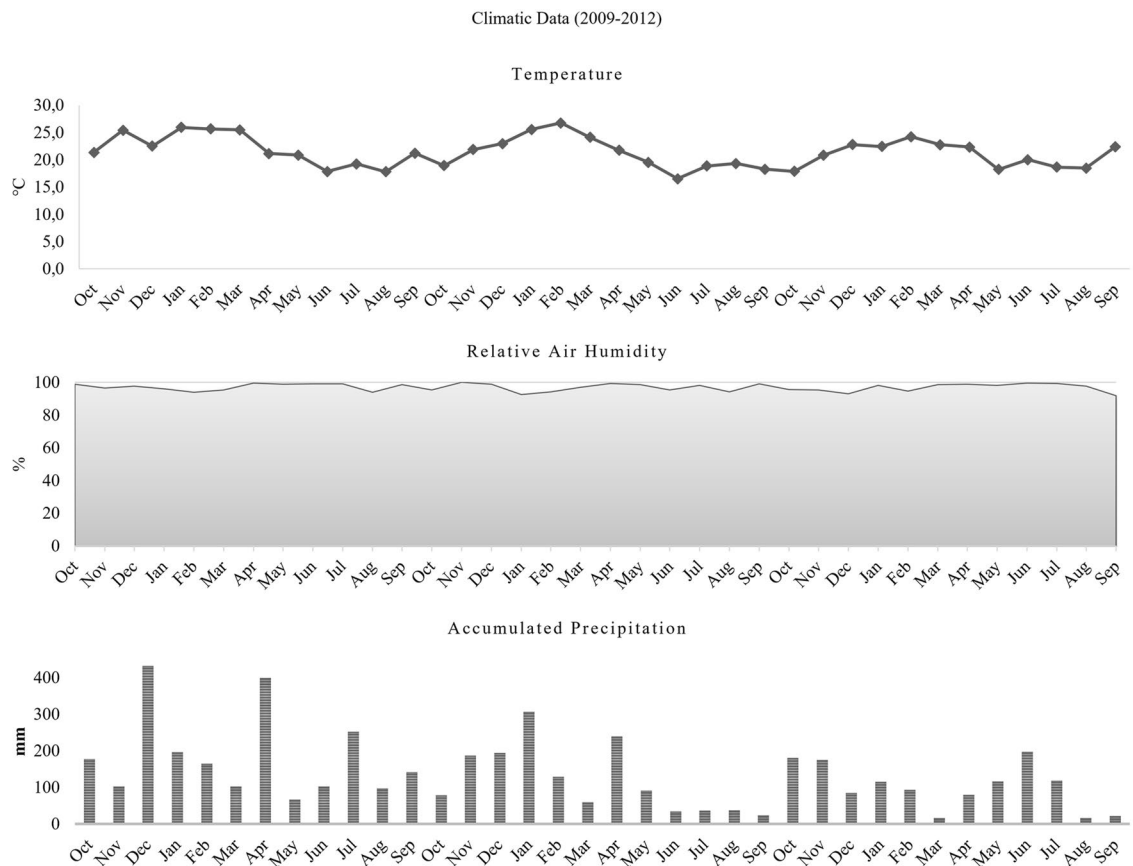 Climatic Data (2009-2012)
Temperature
30,0
25,0
20,0
15,0
10,0
5,0
0,0
°C
Oct Nov Dec Jan Feb Mar Apr May Jun Jul Aug Sep Oct Nov Dec Jan Feb Mar Apr May Jun Jul Aug Sep Oct Nov Dec Jan Feb Mar Apr May Jun Jul Aug Sep
Relative Air Humidity
100
80
60
40
20
0
%
Oct Nov Dec Jan Feb Mar Apr May Jun Jul Aug Sep Oct Nov Dec Jan Feb Mar Apr May Jun Jul Aug Sep Oct Nov Dec Jan Feb Mar Apr May Jun Jul Aug Sep
Accumulated Precipitation
400
300
200
100
0
mm
Oct Nov Dec Jan Feb Mar Apr May Jun Jul Aug Sep Oct Nov Dec Jan Feb Mar Apr May Jun Jul Aug Sep Oct Nov Dec Jan Feb Mar Apr May Jun Jul Aug Sep